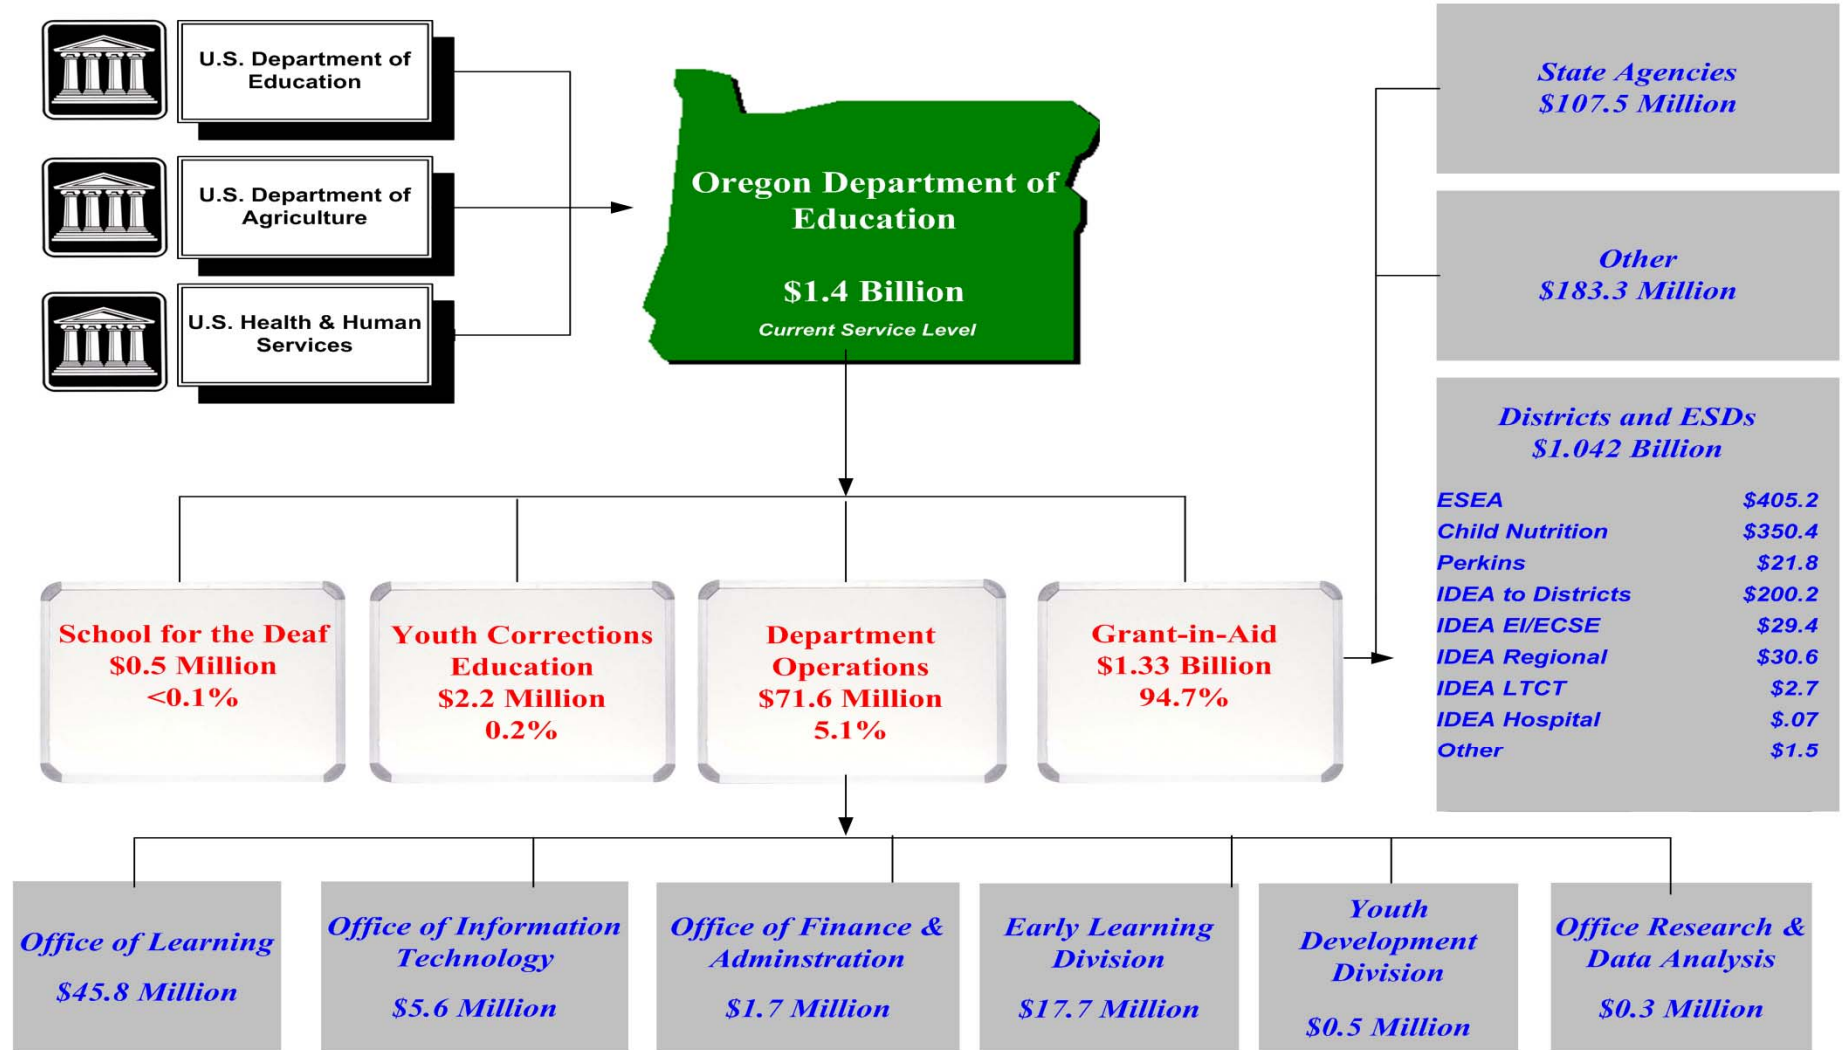 U.S. Department of
Education
U.S. Department of
Agriculture
U.S. Health & Human
Services
Oregon Department of
Education
$1.4 Billion
Current Service Level
State Agencies
$107.5 Million
Other
$183.3 Million
Districts and ESDs
$1.042 Billion
ESEA $405.2
Child Nutrition $350.4
Perkins $21.8
IDEA to Districts $200.2
IDEA EI/ECSE $29.4
IDEA Regional $30.6
IDEA LTCT $2.7
IDEA Hospital $.07
Other $1.5
School for the Deaf
$0.5 Million
<0.1%
Youth Corrections
Education
$2.2 Million
0.2%
Department
Operations
$71.6 Million
5.1%
Grant-in-Aid
$1.33 Billion
94.7%
Office of Learning
$45.8 Million
Office of Information
Technology
$5.6 Million
Office of Finance &
Adminstration
$1.7 Million
Early Learning
Division
$17.7 Million
Youth
Development
Division
$0.5 Million
Office Research &
Data Analysis
$0.3 Million